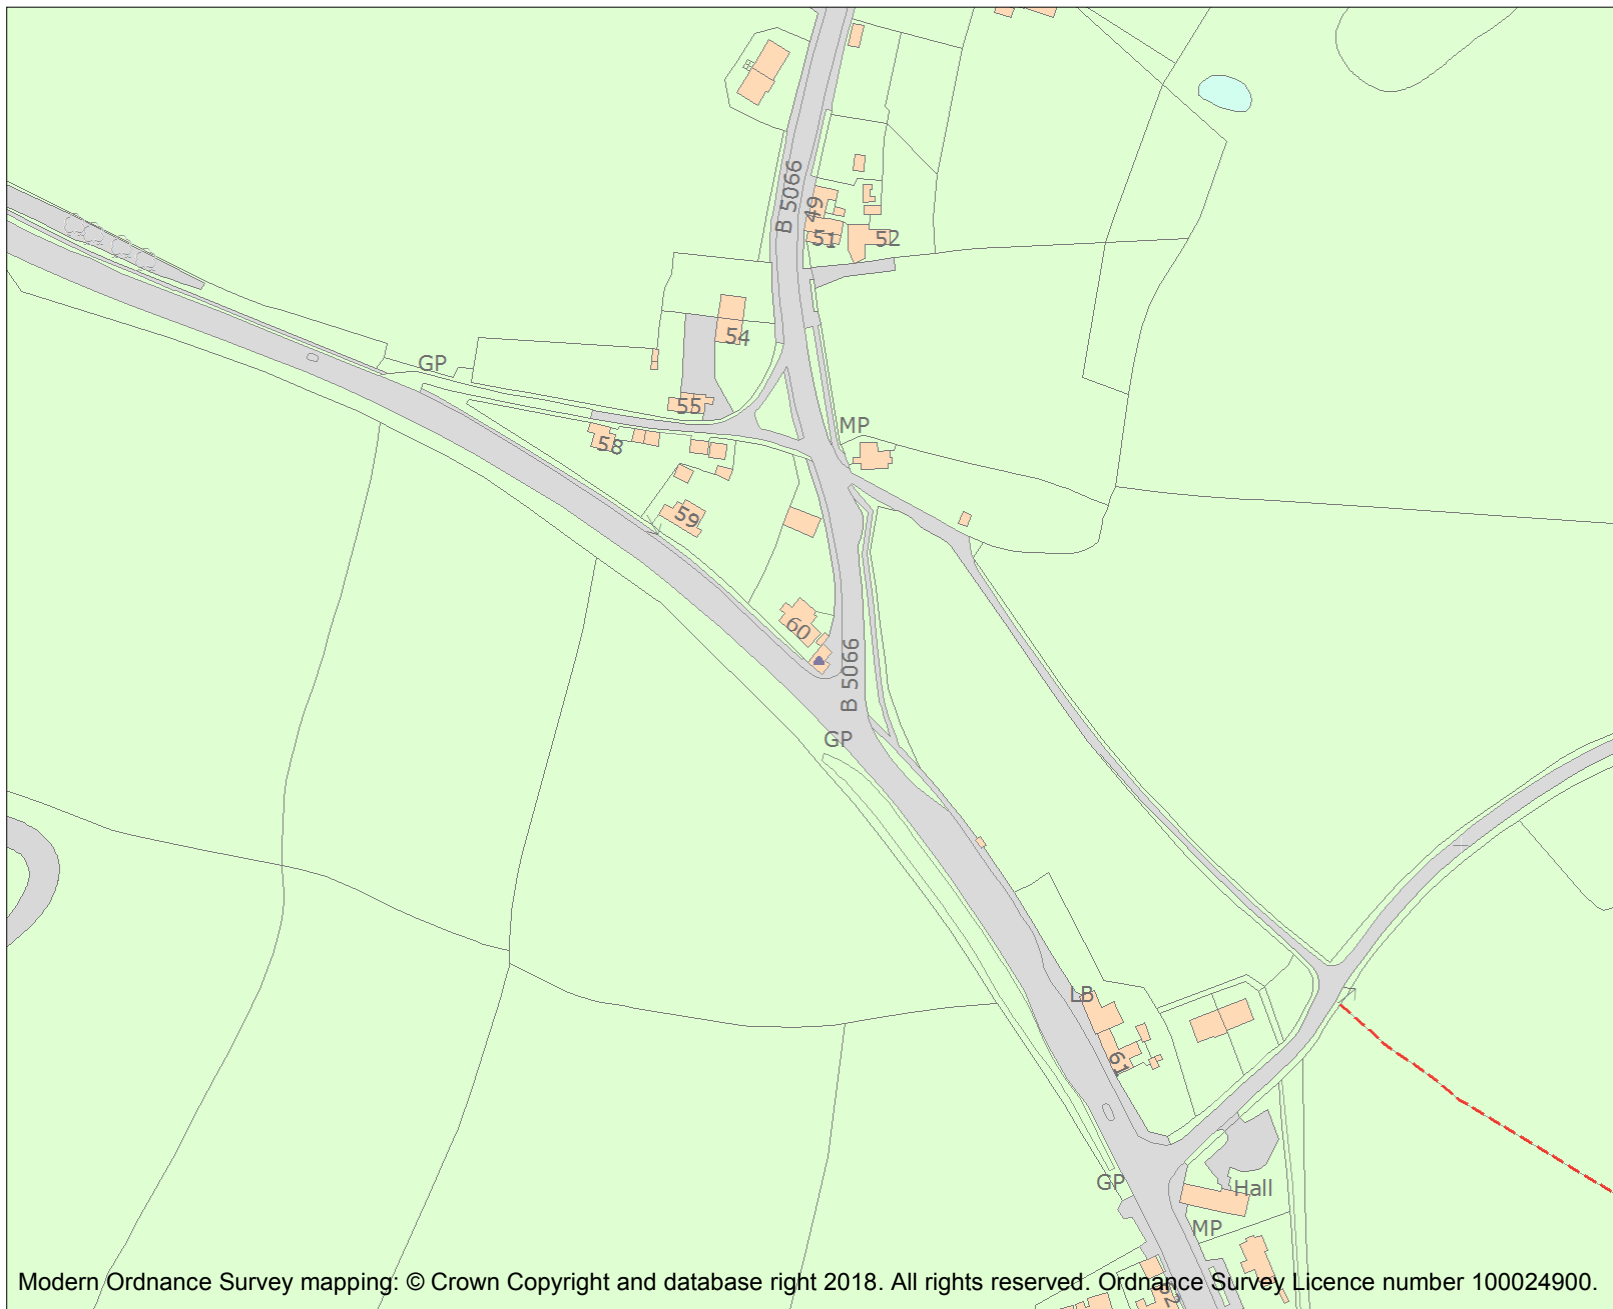 B 5066
49
51
52
54
GP
55
MP
58
59
60
B 5066
GP
LB
61
GP
Hall
MP
62
Modern Ordnance Survey mapping: © Crown Copyright and database right 2018. All rights reserved. Ordnance Survey Licence number 100024900.